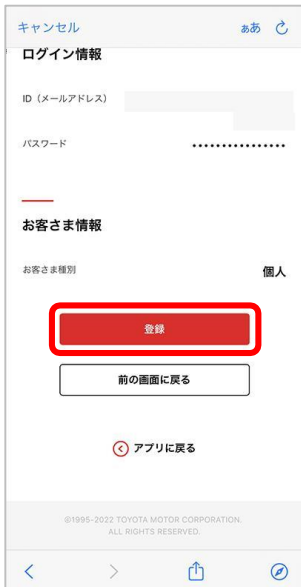 キャンセル
ぁあ
ログイン情報
ID（メールアドレス）
パスワード
••••••••••••••••
お客さま情報
お客さま種別
個人
登録
前の画面に戻る
アプリに戻る
©1995-2022 TOYOTA MOTOR CORPORATION.
ALL RIGHTS RESERVED.